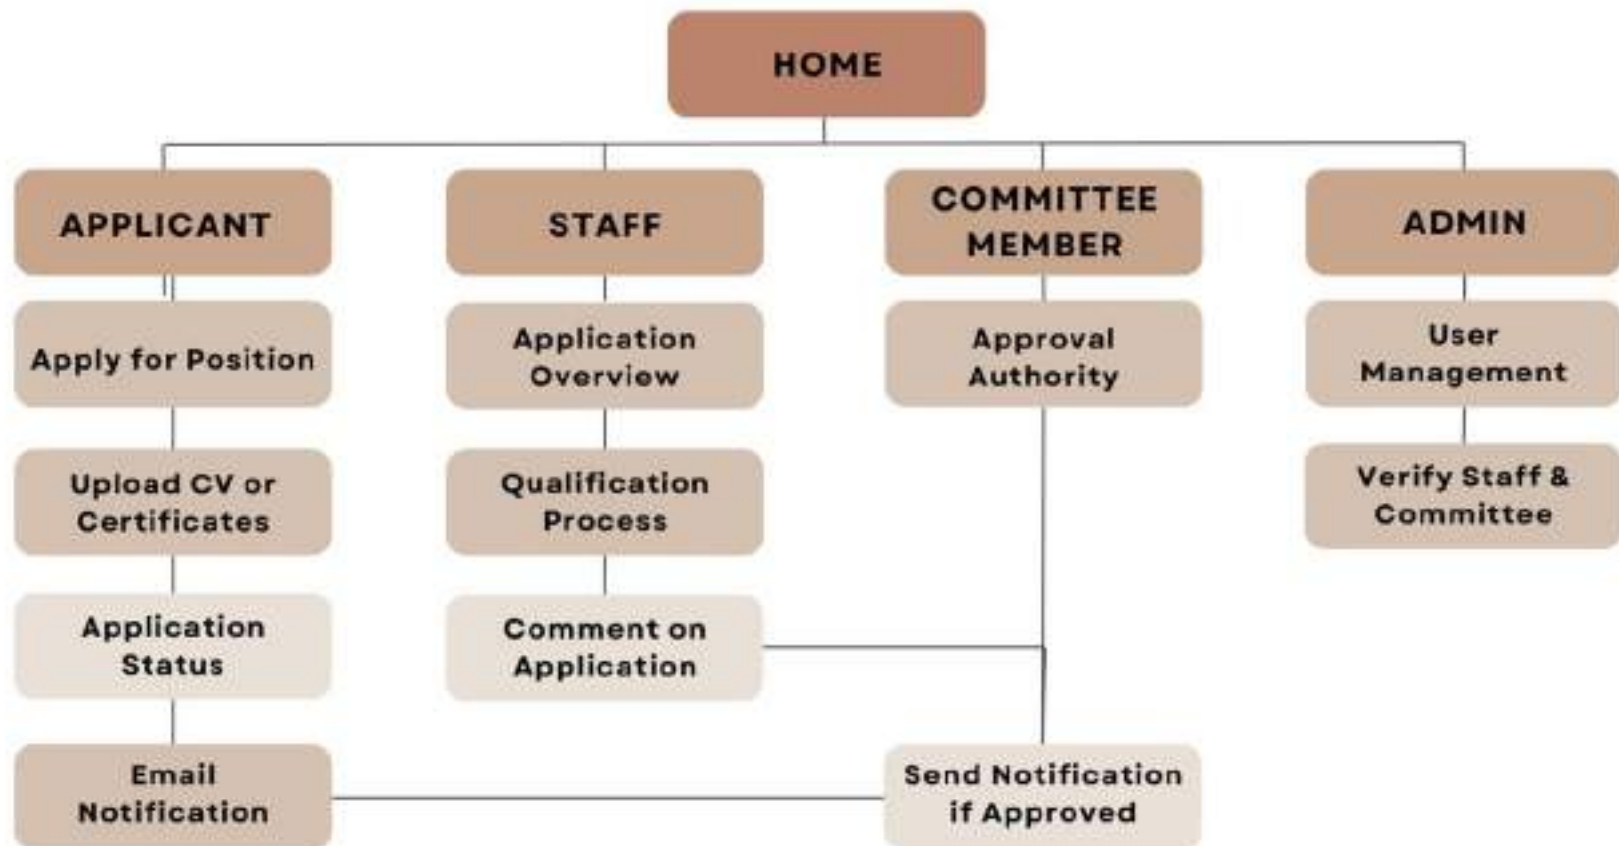 HOME
APPLICANT
STAFF
COMMITTEE
MEMBER
ADMIN
Apply for Position
Application
Overview
Approval
Authority
User
Management
Upload CV or
Certificates
Qualification
Process
Verify Staff &
Committee
Application
Status
Comment on
Application
Email
Notification
Send Notification
if Approved